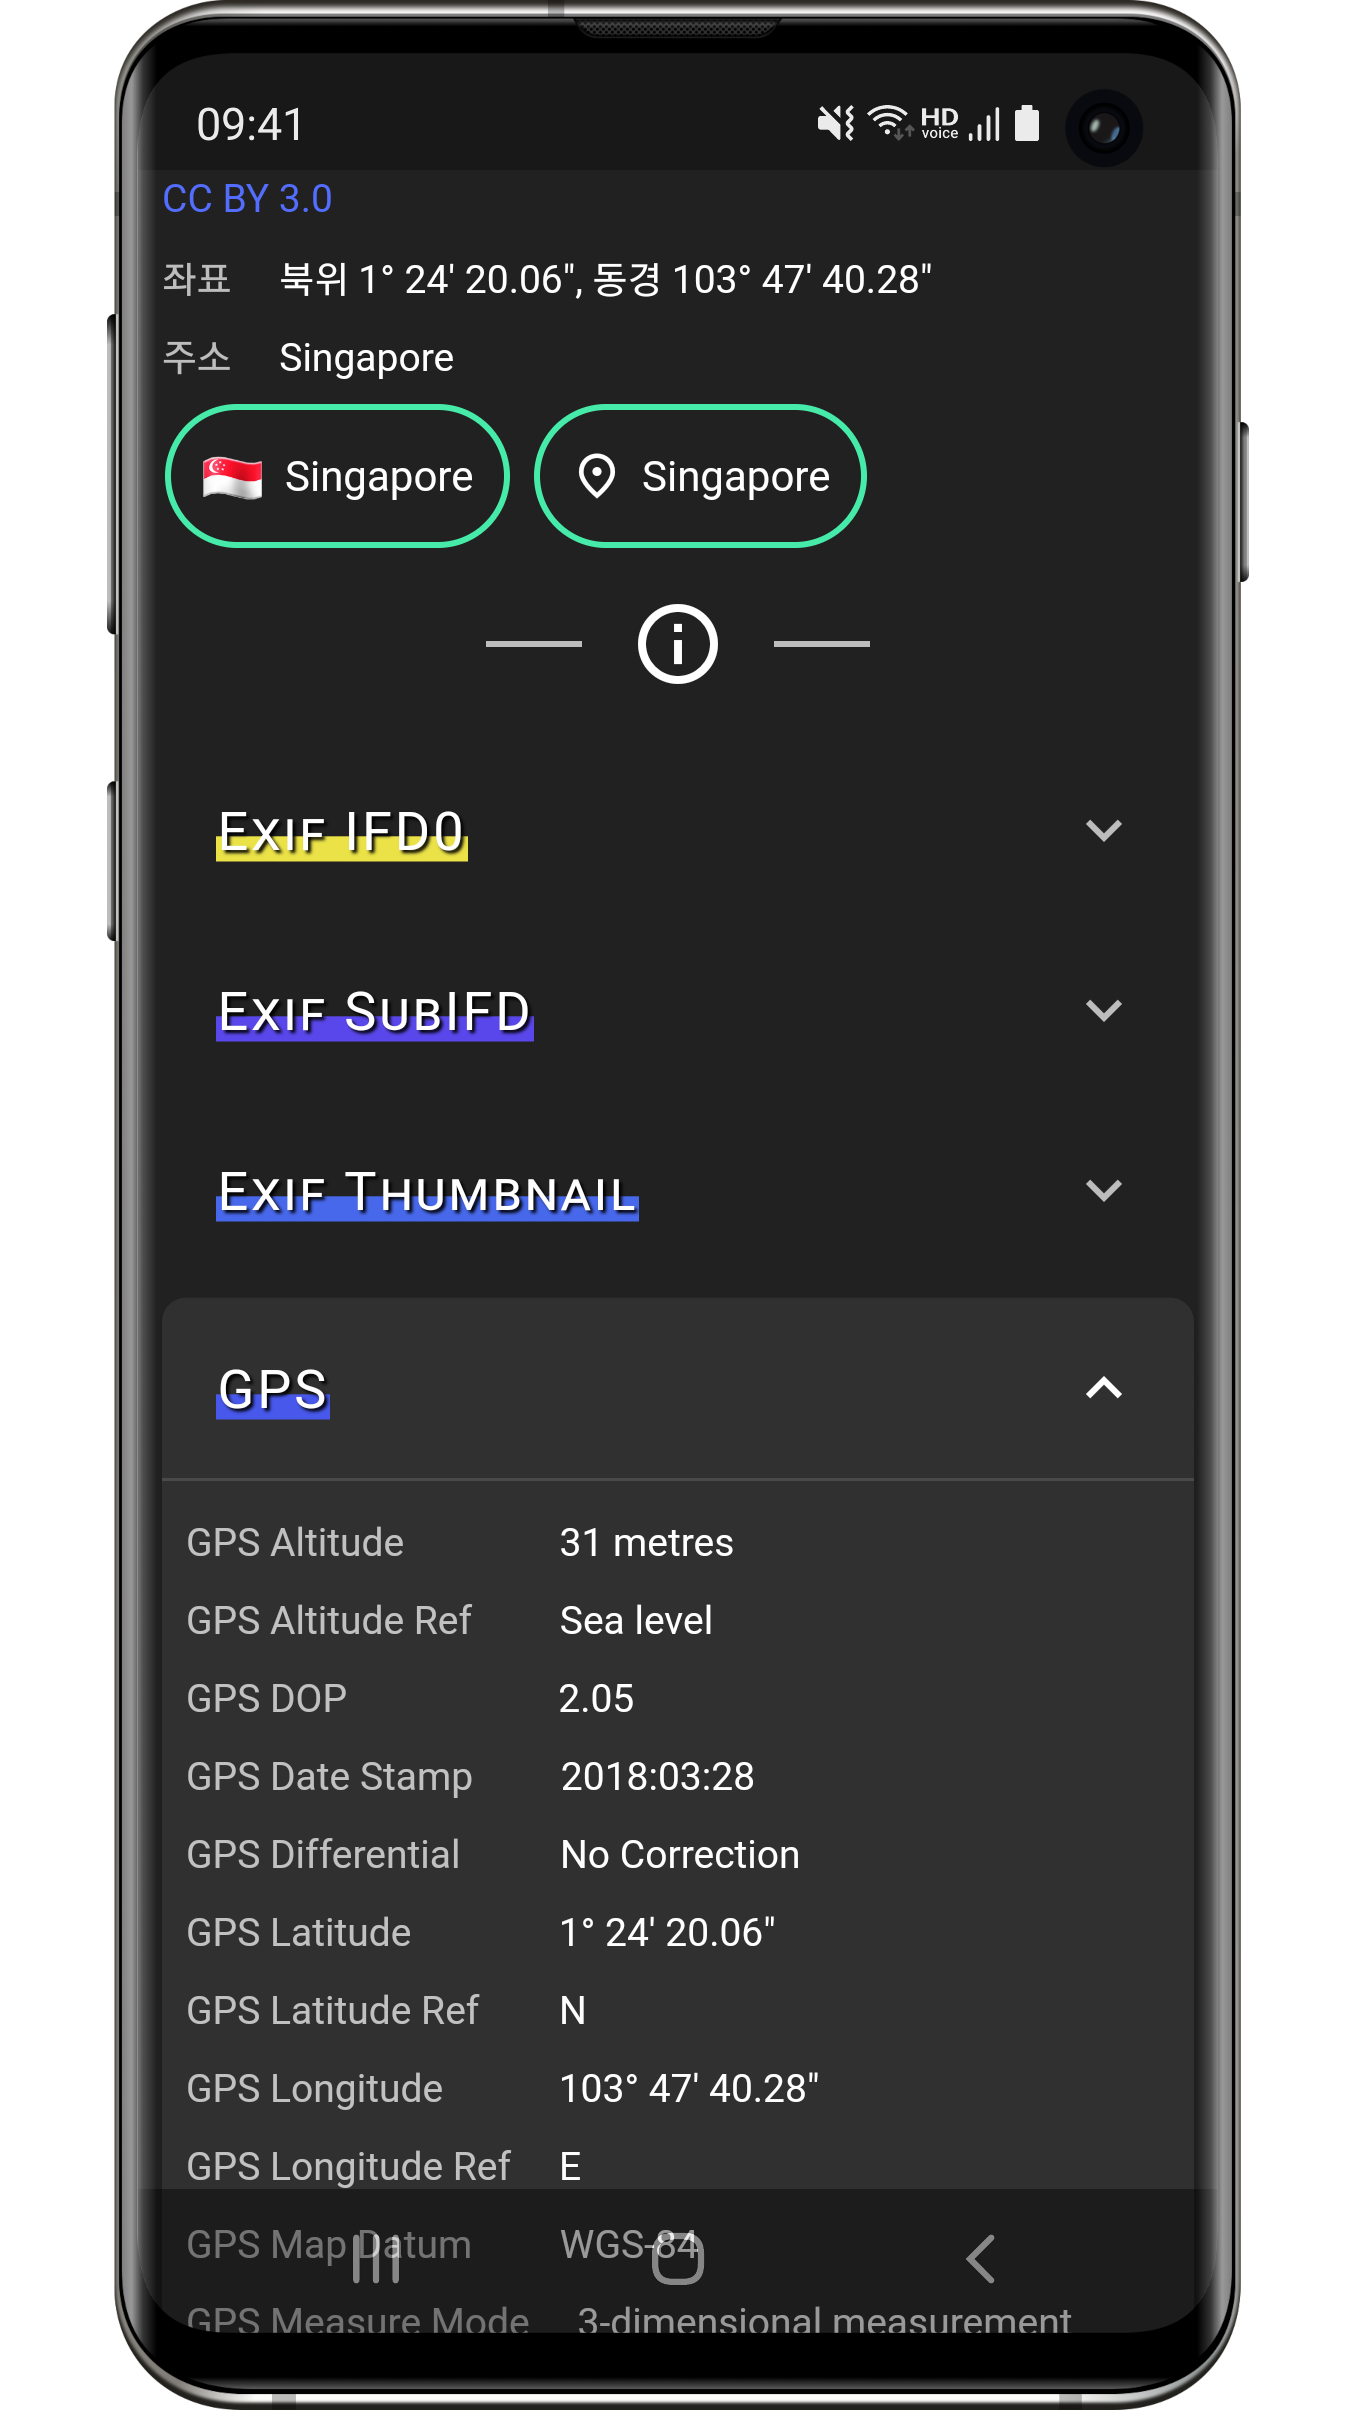 09:41
HD voice
CC BY 3.0
좌표 북위 1° 24' 20.06", 동경 103° 47' 40.28"
주소 Singapore
Singapore Singapore
Exif IFD0
Exif SubIFD
Exif Thumbnail
GPS
GPS Altitude 31 metres
GPS Altitude Ref Sea level
GPS DOP 2.05
GPS Date Stamp 2018:03:28
GPS Differential No Correction
GPS Latitude 1° 24' 20.06"
GPS Latitude Ref N
GPS Longitude 103° 47' 40.28"
GPS Longitude Ref E
GPS Map Datum WGS-84
GPS Measure Mode 3-dimensional measurement